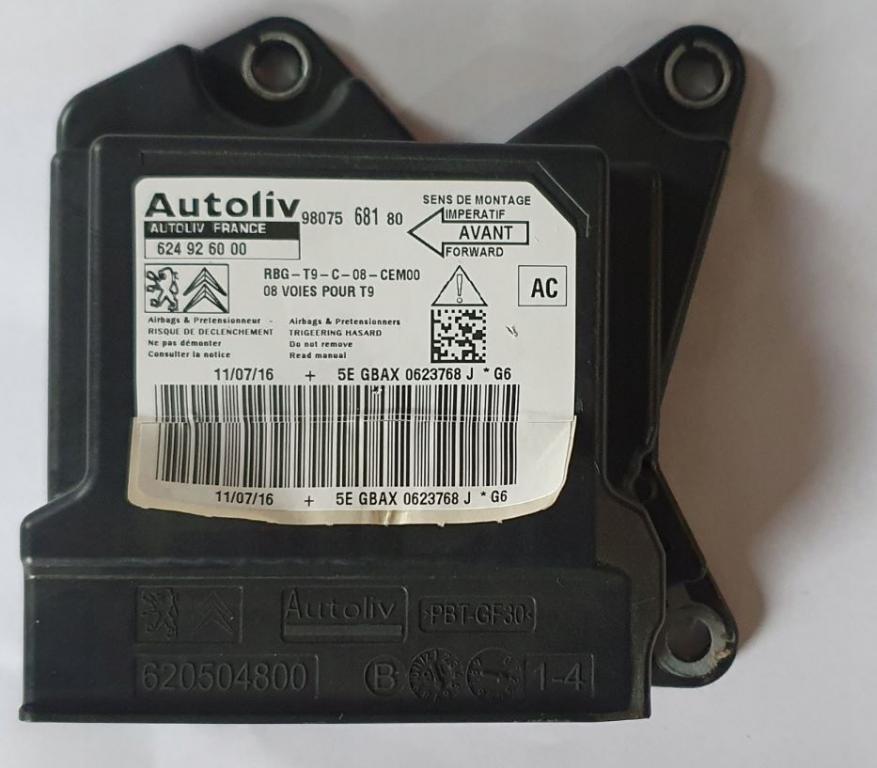 Autoliv
AUTOLIV FRANCE
624 92 60 00
98075 681 80
SENS DE MONTAGE
IMPERATIF
AVANT
FORWARD
RBG-T9-C-08-CEM00
08 VOIES POUR T9
AC
Airbags & Pretensionneur -
RISQUE DE DECLENCHEMENT
Ne pas démonter
Consulter la notice
Airbags & Pretensionners
TRIGEERING HASARD
Do not remove
Read manual
11/07/16 + 5E GBAX 0623768 J * G6
11/07/16 + 5E GBAX 0623768 J * G6
Autoliv >PBT-GF30<
620504800 B 1-4